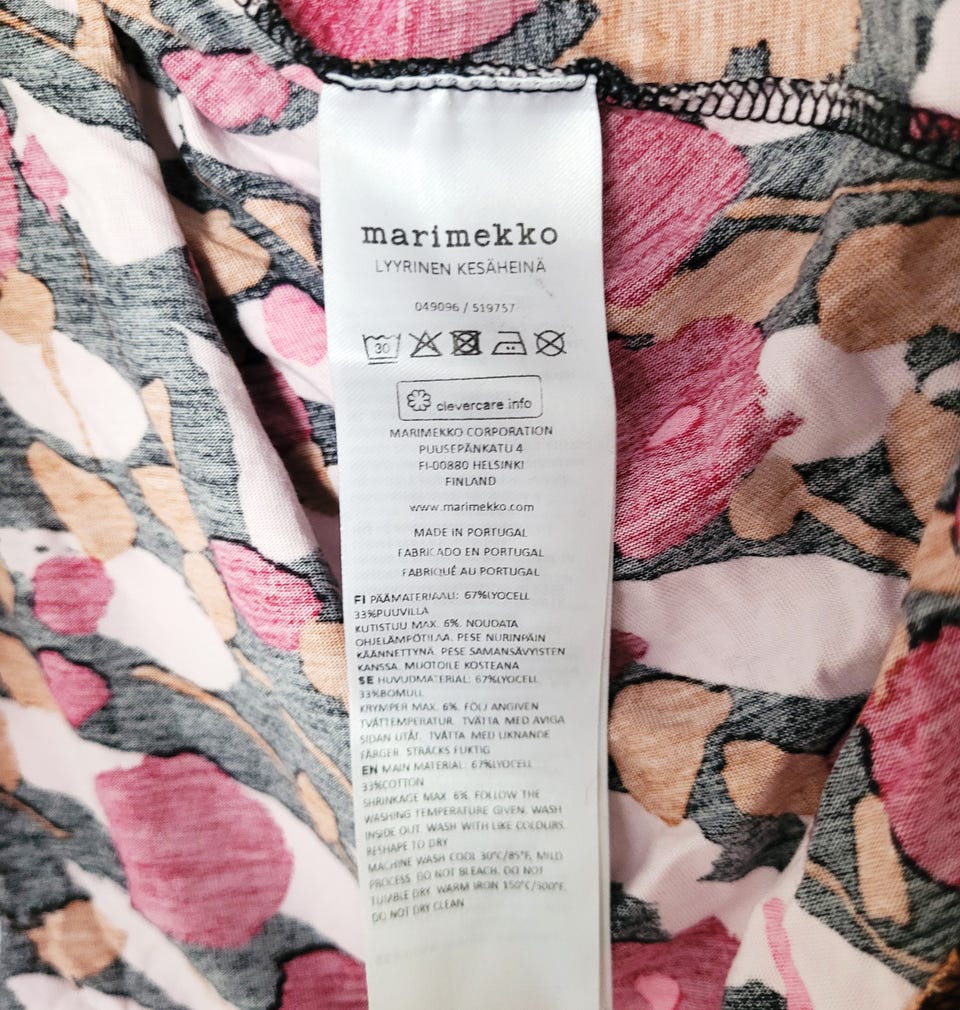 marimekko
LYYRINEN KESÄHEINÄ
049096 / 519757
30
clevercare.info
MARIMEKKO CORPORATION
PUUSEPÄNKATU 4
FI-00880 HELSINKI
FINLAND
www.marimekko.com
MADE IN PORTUGAL
FABRICADO EN PORTUGAL
FABRIQUÉ AU PORTUGAL
FI PÄÄMATERIAALI: 67%LYOCELL
33%PUUVILLA
KUTISTUU MAX. 6%. NOUDATA
OHJELÄMPÖTILAA. PESE NURINPÄIN
KÄÄNNETTYNÄ. PESE SAMANSÄVYISTEN
KANSSA. MUOTOILE KOSTEANA
SE HUVUDMATERIAL: 67%LYOCELL
33%BOMULL
KRYMPER MAX. 6%. FÖLJ ANGIVEN
TVÄTTEMPERATUR. TVÄTTA MED AVIGA
SIDAN UTÅT. TVÄTTA MED LIKNANDE
FÄRGER. STRÄCKS FUKTIG
EN MAIN MATERIAL: 67%LYOCELL
33%COTTON
SHRINKAGE MAX. 6%. FOLLOW THE
WASHING TEMPERATURE GIVEN. WASH
INSIDE OUT. WASH WITH LIKE COLOURS.
RESHAPE TO DRY
MACHINE WASH COOL 30°C/85°F, MILD
PROCESS. DO NOT BLEACH. DO NOT
TUMBLE DRY. WARM IRON 150°C/300°F.
DO NOT DRY CLEAN